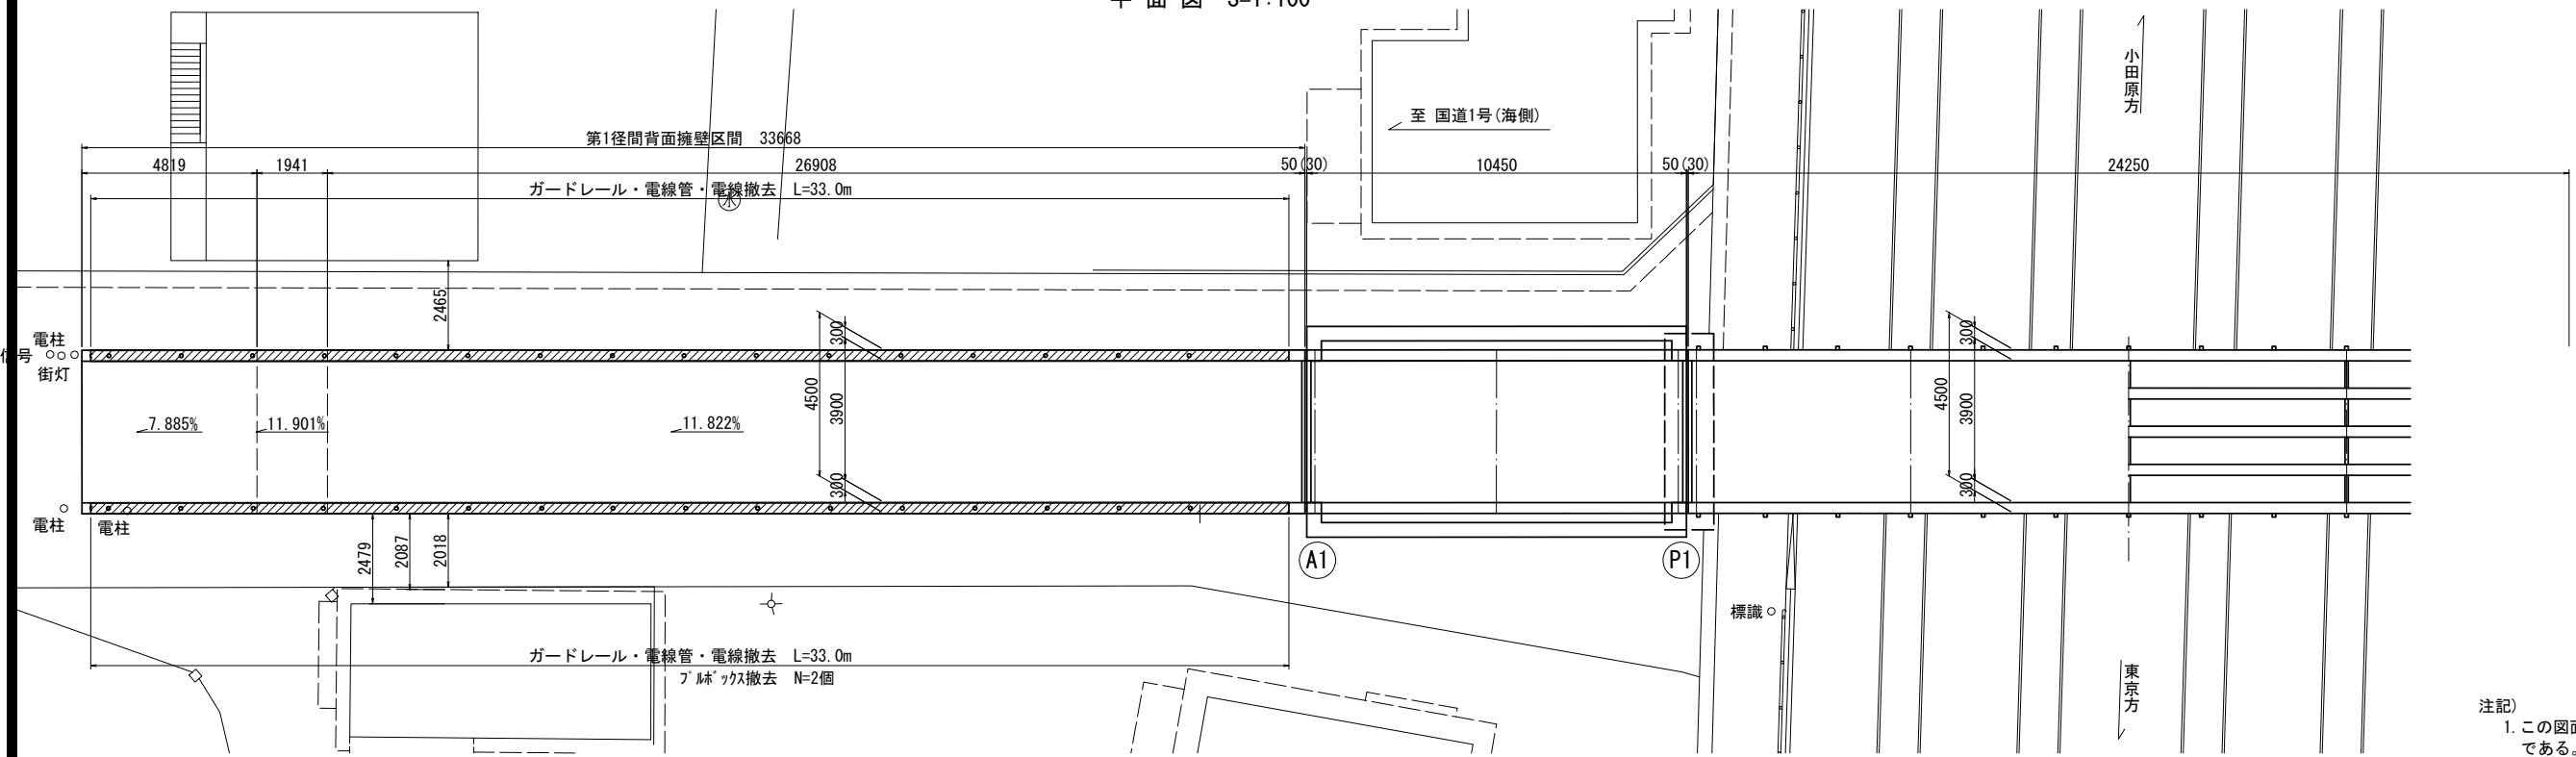 平 面 図 S=1:100
小田原方
至 国道1号(海側)
第1径間背面擁壁区間 33668
4819
1941
26908
50(30)
10450
50(30)
24250
ガードレール・電線管・電線撤去 L=33.0m
水
2465
電柱
信号
街灯
300
4500
3900
300
300
4500
3900
300
7.885%
11.901%
11.822%
電柱
電柱
2479
2087
2018
A1
P1
標識
ガードレール・電線管・電線撤去 L=33.0m
プルボックス撤去 N=2個
東京方
注記)
1.この図面
である。